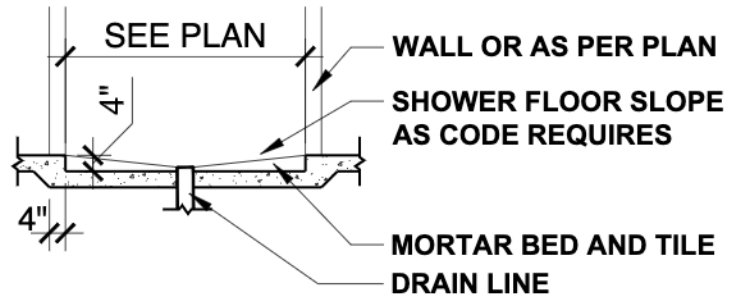 SEE PLAN
WALL OR AS PER PLAN
4"
SHOWER FLOOR SLOPE
AS CODE REQUIRES
4"
MORTAR BED AND TILE
DRAIN LINE